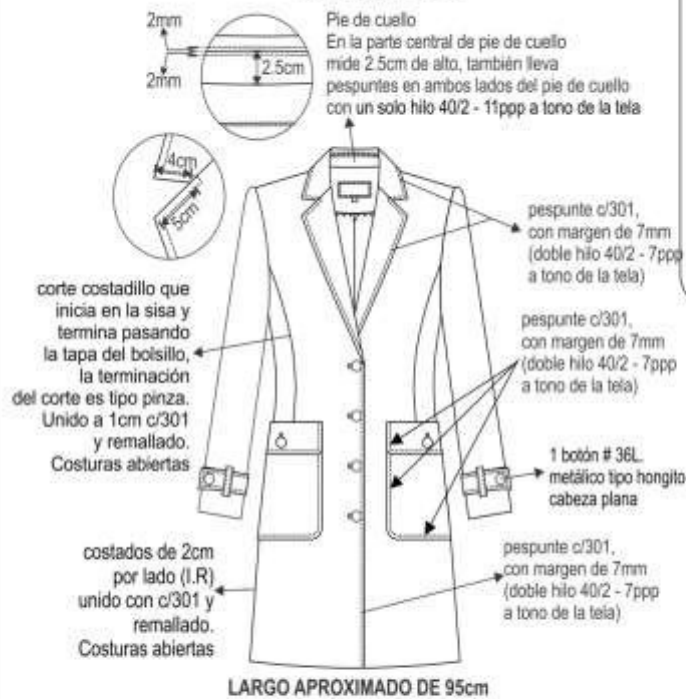 2mm
2mm
2.5cm
Pie de cuello
En la parte central de pie de cuello
mide 2.5cm de alto, también lleva
pespuntes en ambos lados del pie de cuello
con un solo hilo 40/2 - 11ppp a tono de la tela
4cm
5cm
pespunte c/301,
con margen de 7mm
(doble hilo 40/2 - 7ppp
a tono de la tela)
corte costadillo que
inicia en la sisa y
termina pasando
la tapa del bolsillo,
la terminación
del corte es tipo pinza.
Unido a 1cm c/301
y remallado.
Costuras abiertas
pespunte c/301,
con margen de 7mm
(doble hilo 40/2 - 7ppp
a tono de la tela)
1 botón # 36L.
metálico tipo hongito
cabeza plana
costados de 2cm
por lado (I.R)
unido con c/301 y
remallado.
Costuras abiertas
pespunte c/301,
con margen de 7mm
(doble hilo 40/2 - 7ppp
a tono de la tela)
LARGO APROXIMADO DE 95cm